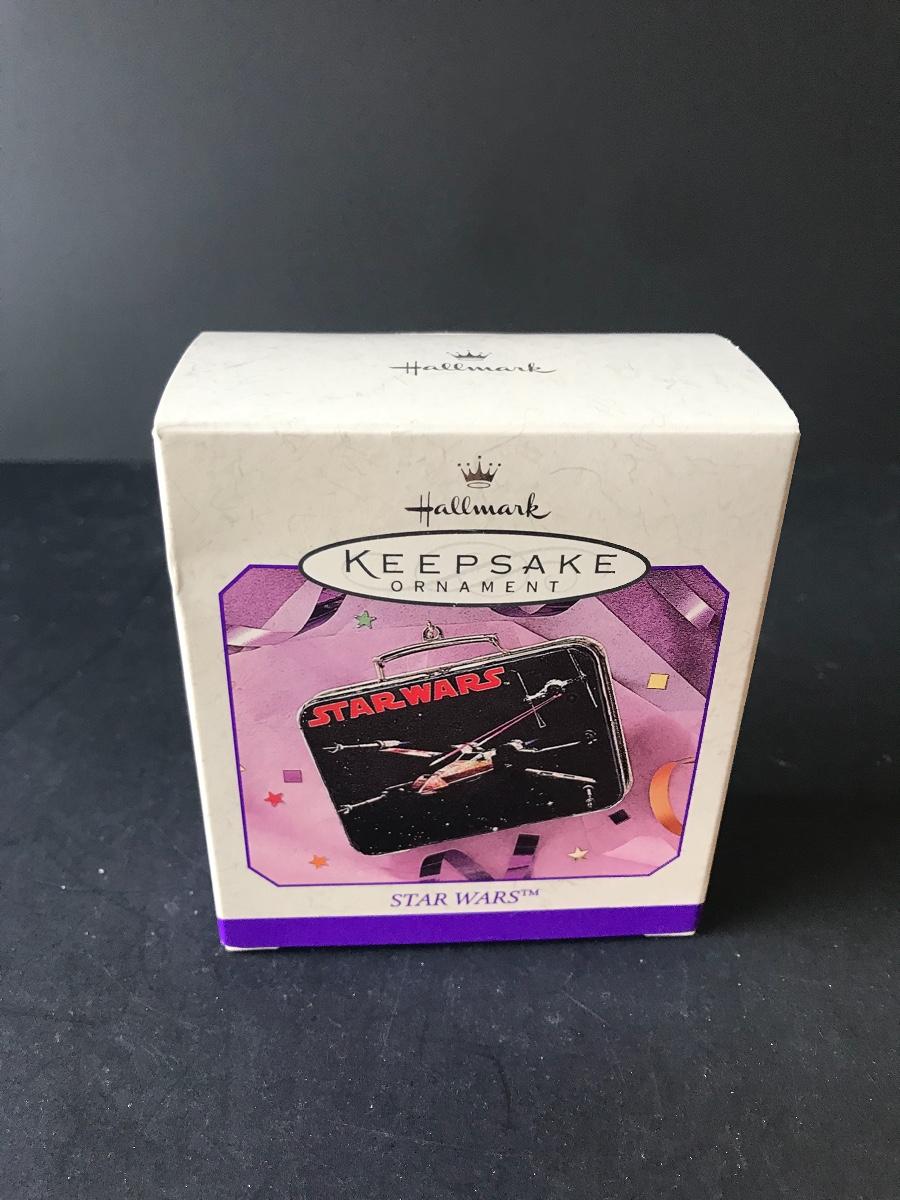 Hallmark
Hallmark
KEEPSAKE
ORNAMENT
STAR WARS
STAR WARS™